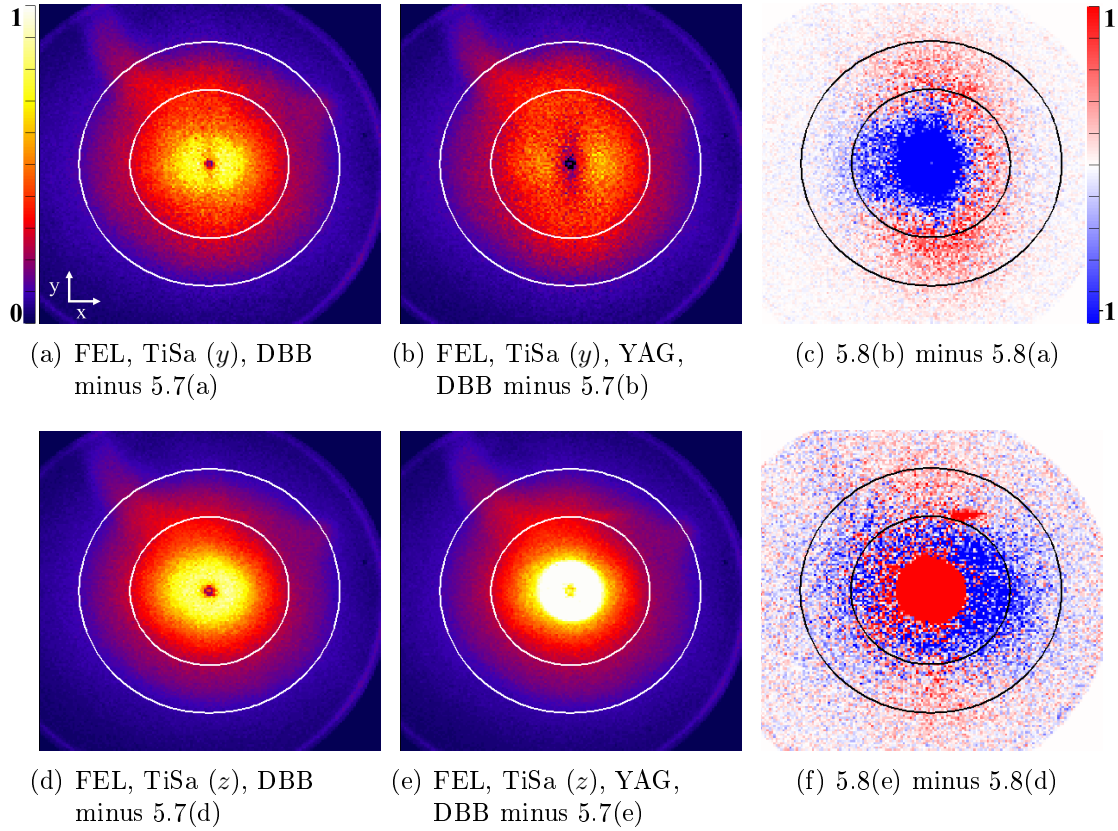 1
1
0
y
x
1
(a) FEL, TiSa (y), DBB
minus 5.7(a)
(b) FEL, TiSa (y), YAG,
DBB minus 5.7(b)
(c) 5.8(b) minus 5.8(a)
(d) FEL, TiSa (z), DBB
minus 5.7(d)
(e) FEL, TiSa (z), YAG,
DBB minus 5.7(e)
(f) 5.8(e) minus 5.8(d)